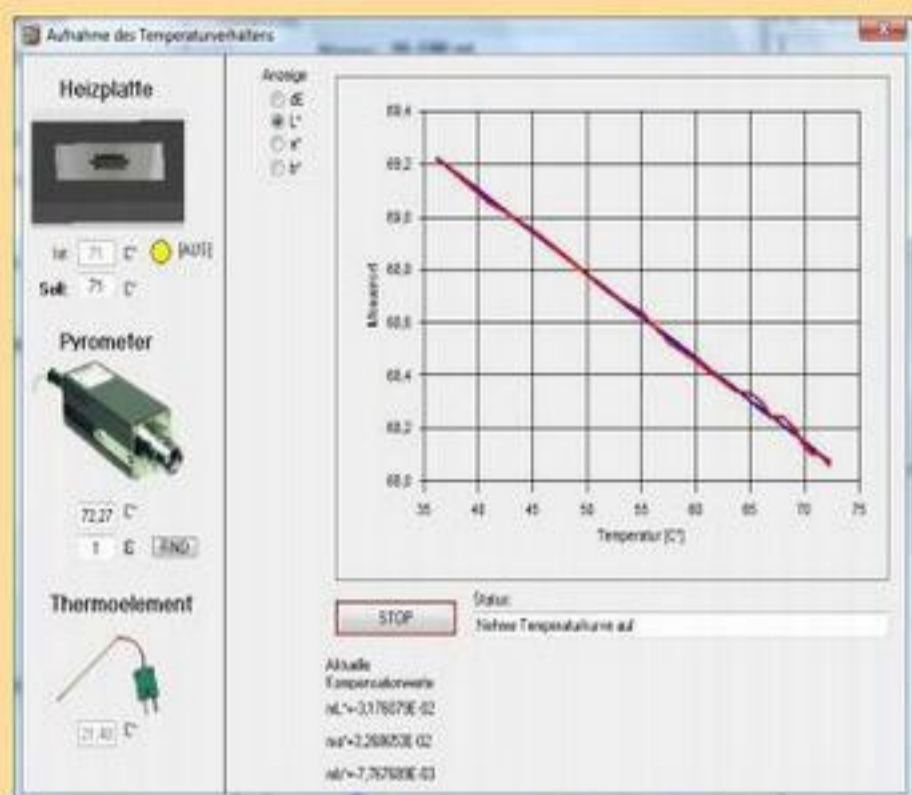 Aufnahme des Temperaturverhaltens
Heizplatte
Ist 71 C° [AUS]
Soll: 71 C°
Pyrometer
72,27 C°
1 E FIND
Thermoelement
C°
Anzeige
dE
L*
a*
b*
Messwert
69,4
69,2
69,0
68,8
68,6
68,4
68,2
68,0
35 40 45 50 55 60 65 70 75
Temperatur [C°]
STOP
Status:
Nehme Temperaturkurve auf
Aktuelle
Kompensationswerte